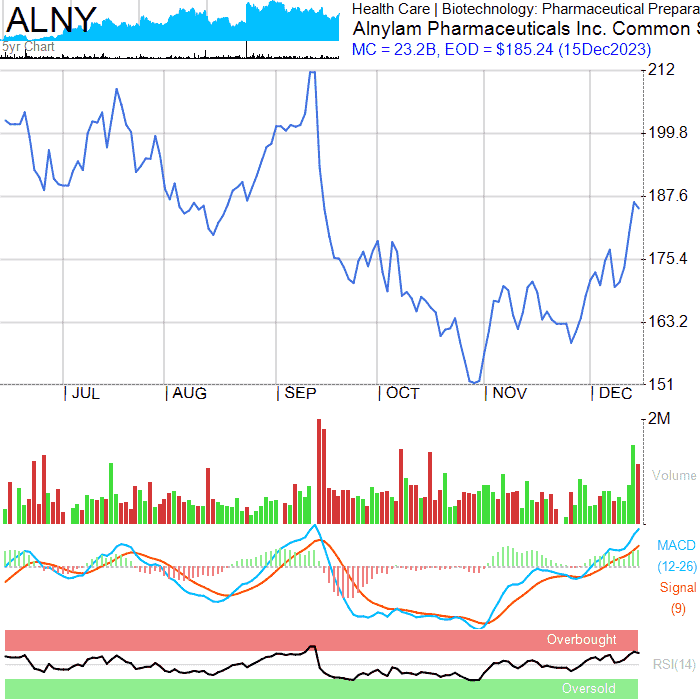 ALNY
5yr Chart
Health Care | Biotechnology: Pharmaceutical Prepara
Alnylam Pharmaceuticals Inc. Common S
MC = 23.2B, EOD = $185.24 (15Dec2023)
212
199.8
187.6
175.4
163.2
151
JUL
AUG
SEP
OCT
NOV
DEC
2M
Volume
MACD
(12-26)
Signal
(9)
Overbought
RSI(14)
Oversold